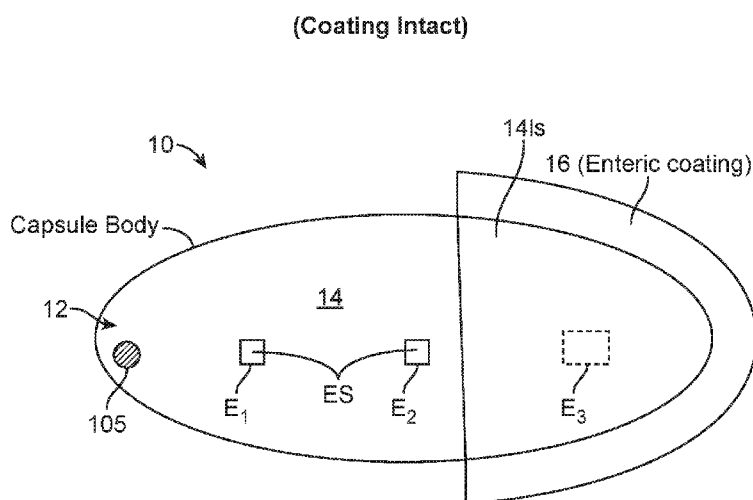 (Coating Intact)
14ls
10
16 (Enteric coating)
Capsule Body
14
12
105
E1
ES
E2
E3